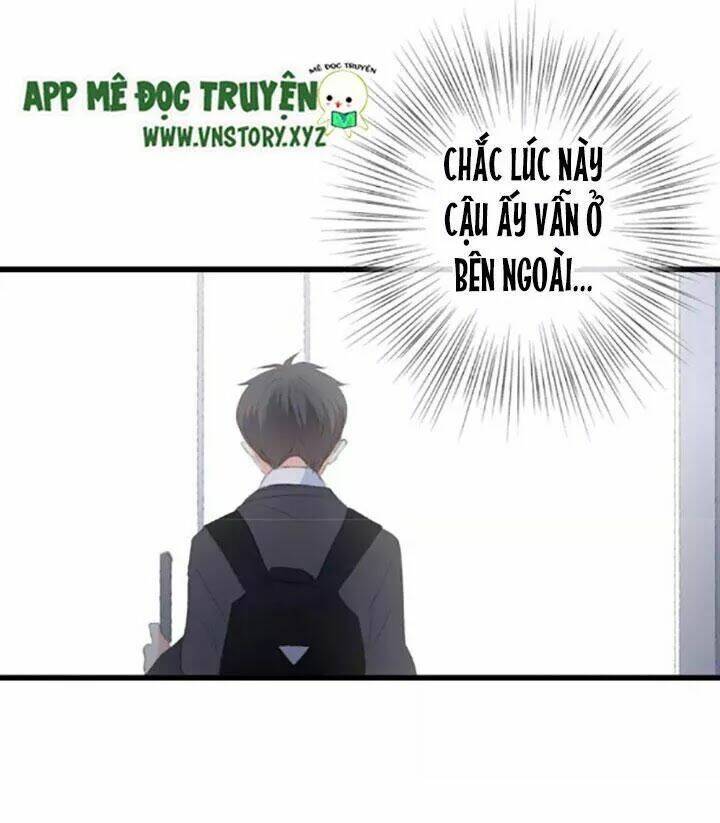 MÊ ĐỌC TRUYỆN
APP MÊ ĐỌC TRUYỆN
WWW.VNSTORY.XYZ
CHẮC LÚC NÀY
CẬU ẤY VẪN Ở
BÊN NGOÀI...